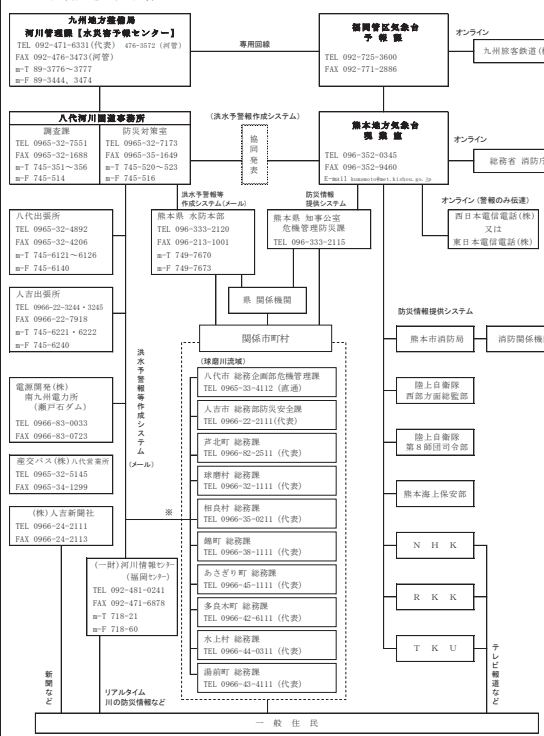 九州地方整備局
河川管理課【水災害予報センター】
TEL 092-471-6331(代表) 476-3572 (河管)
FAX 092-476-3473(河管)
m-T 89-3776～3777
m-F 89-3444, 3474
専用回線
福岡管区気象台
予 報 課
TEL 092-725-3600
FAX 092-771-2886
オンライン
九州旅客鉄道(株
八代河川国道事務所
調査課
TEL 0965-32-7551
FAX 0965-32-1688
m-T 745-351～356
m-F 745-514
防災対策室
TEL 0965-32-7173
FAX 0965-35-1649
m-T 745-520～523
m-F 745-516
(洪水予警報作成システム)
協同発表
熊本地方気象台
現 業 室
TEL 096-352-0345
FAX 096-352-9460
E-mail kumamoto@met.kishou.go.jp
オンライン
総務省 消防庁
オンライン (警報のみ伝達)
西日本電信電話(株)
又は
東日本電信電話(株)
洪水予警報等
作成システム(メール)
防災情報
提供システム
八代出張所
TEL 0965-32-4892
FAX 0965-32-4206
m-T 745-6121～6126
m-F 745-6140
熊本県 水防本部
TEL 096-333-2120
FAX 096-213-1001
m-T 749-7670
m-F 749-7673
熊本県 知事公室
危機管理防災課
TEL 096-333-2115
人吉出張所
TEL 0966-22-3244・3245
FAX 0966-22-7918
m-T 745-6221・6222
m-F 745-6240
県 関係機関
関係市町村
防災情報提供システム
熊本市消防局
消防関係機関
洪水予警報等作成システム
(メール)
(球磨川流域)
八代市 総務企画部危機管理課
TEL 0965-33-4112 (直通)
人吉市 総務部防災安全課
TEL 0966-22-2111(代表)
芦北町 総務課
TEL 0966-82-2511 (代表)
球磨村 総務課
TEL 0966-32-1111 (代表)
相良村 総務課
TEL 0966-35-0211 (代表)
錦町 総務課
TEL 0966-38-1111 (代表)
あさぎり町 総務課
TEL 0966-45-1111 (代表)
多良木町 総務課
TEL 0966-42-6111 (代表)
水上村 総務課
TEL 0966-44-0311 (代表)
湯前町 総務課
TEL 0966-43-4111 (代表)
電源開発(株)
南九州電力所
(瀬戸石ダム)
TEL 0966-83-0033
FAX 0966-83-0723
産交バス(株)八代営業所
TEL 0965-32-5145
FAX 0965-34-1299
(株)人吉新聞社
TEL 0966-24-2111
FAX 0966-24-2113
※
(一財)河川情報センター
(福岡センター)
TEL 092-481-0241
FAX 092-471-6878
m-T 718-21
m-F 718-60
陸上自衛隊
西部方面総監部
陸上自衛隊
第８師団司令部
熊本海上保安部
Ｎ Ｈ Ｋ
Ｒ Ｋ Ｋ
Ｔ Ｋ Ｕ
新聞など
リアルタイム
川の防災情報など
テレビ報道など
一 般 住 民